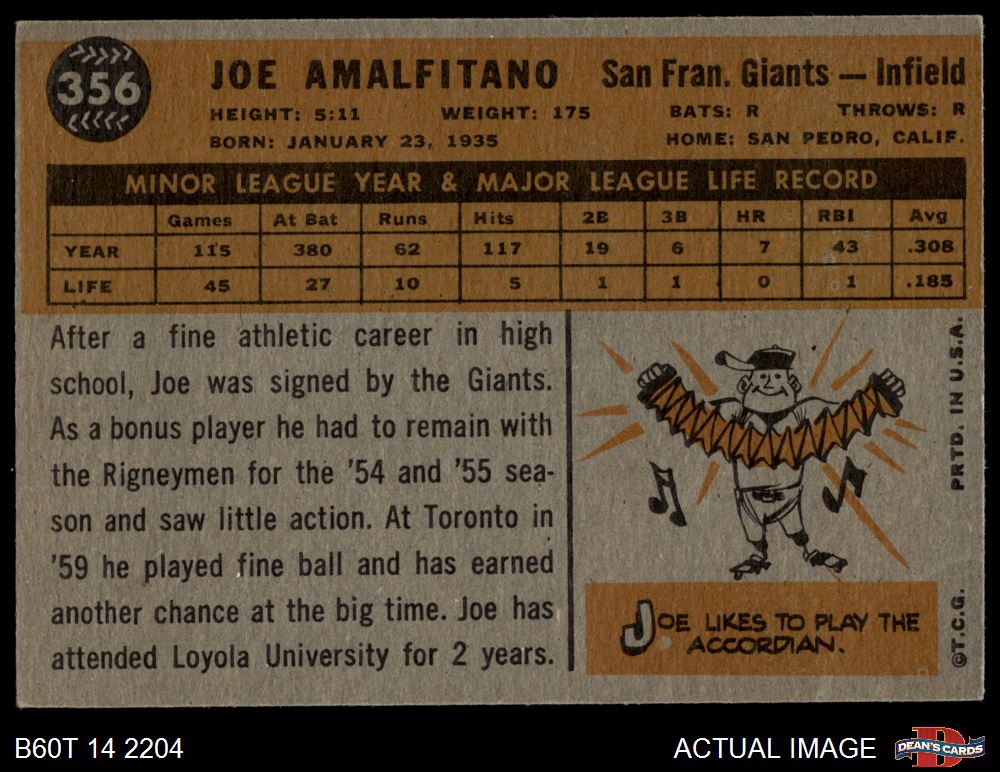 356
JOE AMALFITANO San Fran. Giants — Infield
HEIGHT: 5:11 WEIGHT: 175 BATS: R THROWS: R
BORN: JANUARY 23, 1935 HOME: SAN PEDRO, CALIF.
MINOR LEAGUE YEAR & MAJOR LEAGUE LIFE RECORD
Games At Bat Runs Hits 2B 3B HR RBI Avg
YEAR 115 380 62 117 19 6 7 43 .308
LIFE 45 27 10 5 1 1 0 1 .185
After a fine athletic career in high
school, Joe was signed by the Giants.
As a bonus player he had to remain with
the Rigneymen for the '54 and '55 sea-
son and saw little action. At Toronto in
'59 he played fine ball and has earned
another chance at the big time. Joe has
attended Loyola University for 2 years.
JOE LIKES TO PLAY THE
ACCORDIAN.
©T.C.G. PRTD. IN U.S.A.
B60T 14 2204
ACTUAL IMAGE
D
DEAN'S CARDS